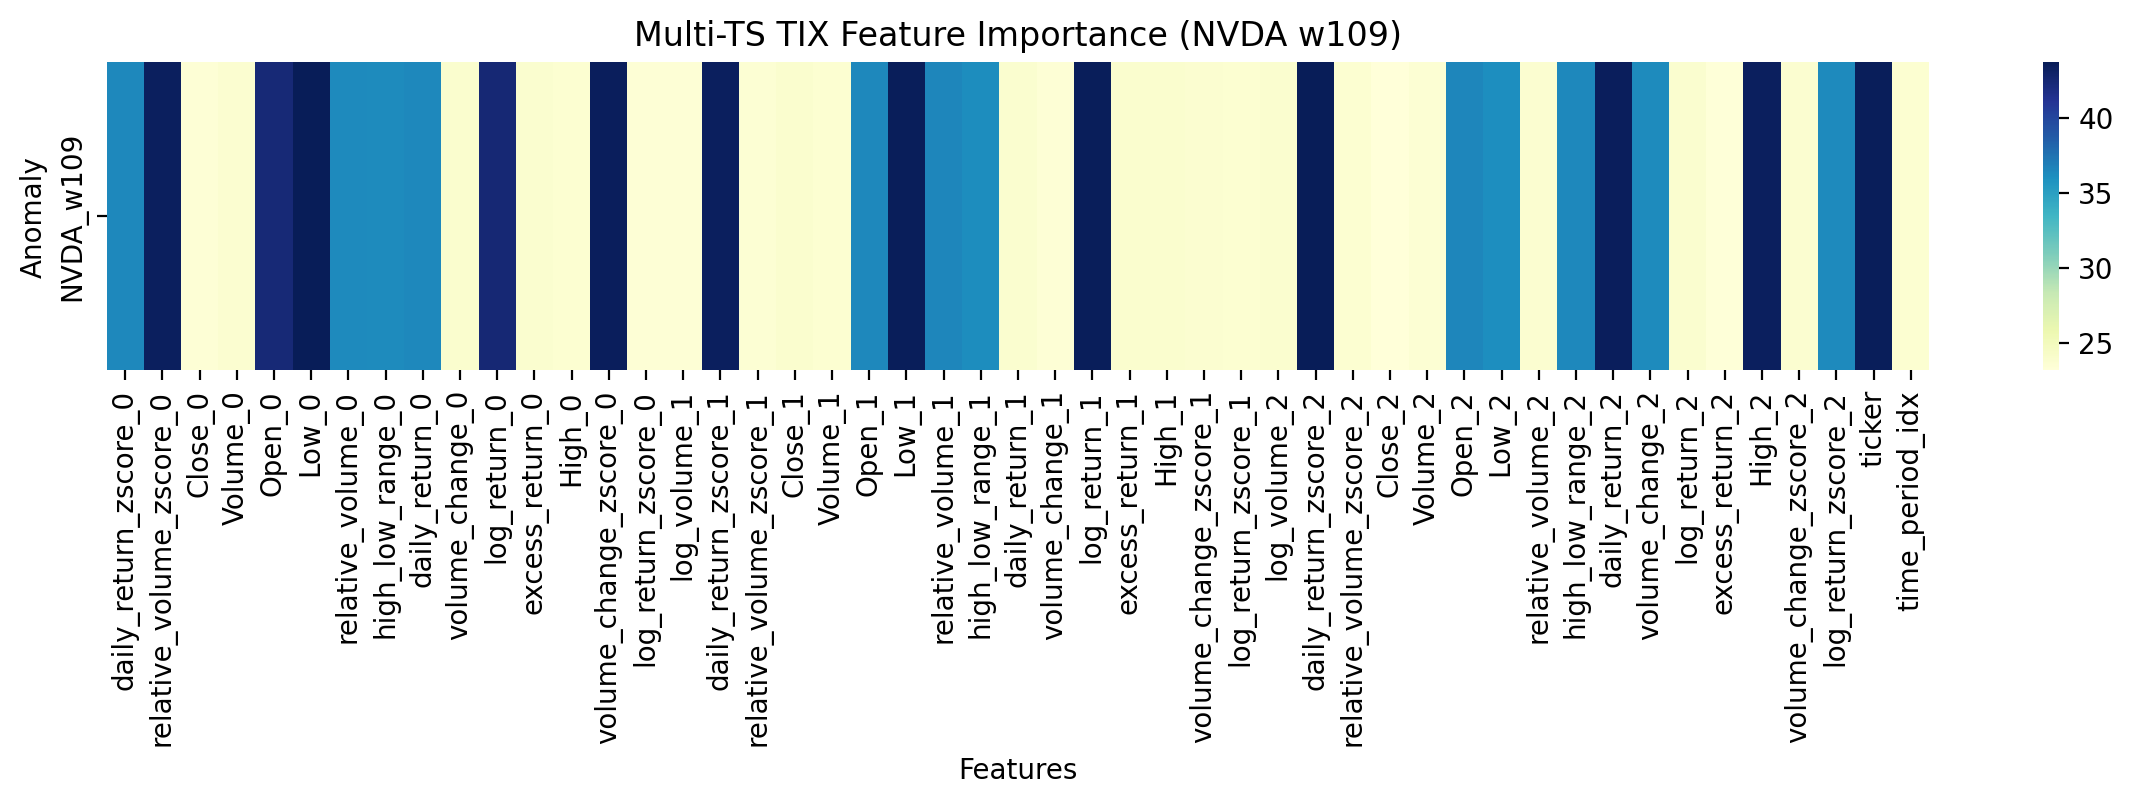 Multi-TS TIX Feature Importance (NVDA w109)
Anomaly
NVDA_w109
40
35
30
25
daily_return_zscore_0
relative_volume_zscore_0
Close_0
Volume_0
Open_0
Low_0
relative_volume_0
high_low_range_0
daily_return_0
volume_change_0
log_return_0
excess_return_0
High_0
volume_change_zscore_0
log_return_zscore_0
log_volume_1
daily_return_zscore_1
relative_volume_zscore_1
Close_1
Volume_1
Open_1
Low_1
relative_volume_1
high_low_range_1
daily_return_1
volume_change_1
log_return_1
excess_return_1
High_1
volume_change_zscore_1
log_return_zscore_1
log_volume_2
daily_return_zscore_2
relative_volume_zscore_2
Close_2
Volume_2
Open_2
Low_2
relative_volume_2
high_low_range_2
daily_return_2
volume_change_2
log_return_2
excess_return_2
High_2
volume_change_zscore_2
log_return_zscore_2
ticker
time_period_idx
Features